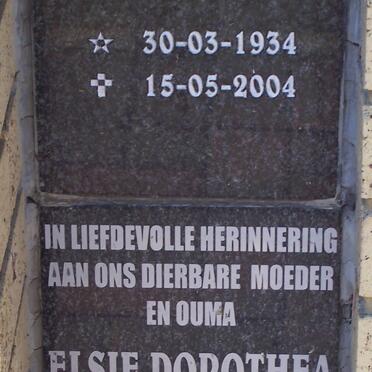 ☆ 30-03-1934
✞ 15-05-2004
IN LIEFDEVOLLE HERINNERING
AAN ONS DIERBARE MOEDER
EN OUMA
ELSIE DOROTHEA